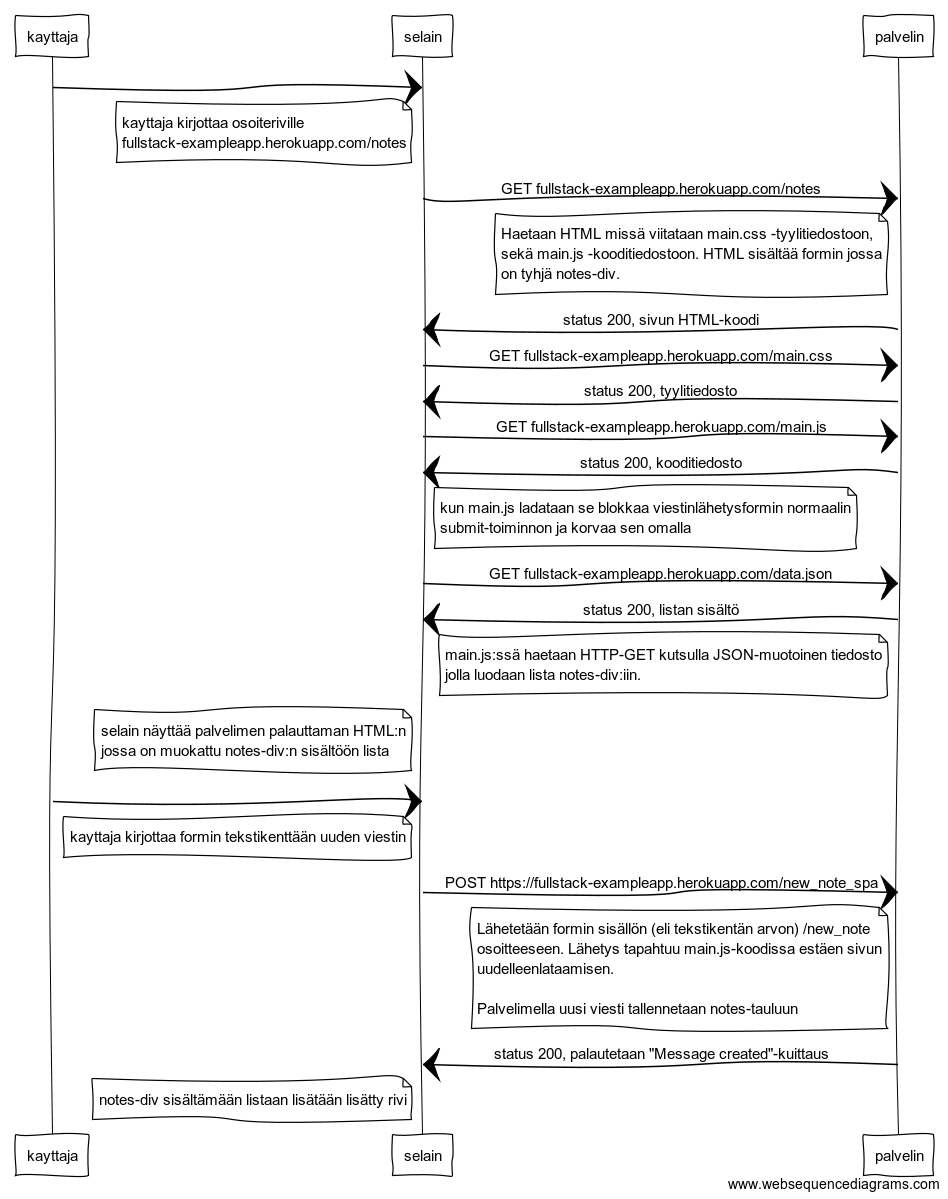 kayttaja
selain
palvelin
kayttaja kirjottaa osoiteriville
fullstack-exampleapp.herokuapp.com/notes
GET fullstack-exampleapp.herokuapp.com/notes
Haetaan HTML missä viitataan main.css -tyylitiedostoon,
sekä main.js -kooditiedostoon. HTML sisältää formin jossa
on tyhjä notes-div.
status 200, sivun HTML-koodi
GET fullstack-exampleapp.herokuapp.com/main.css
status 200, tyylitiedosto
GET fullstack-exampleapp.herokuapp.com/main.js
status 200, kooditiedosto
kun main.js ladataan se blokkaa viestinlähetysformin normaalin
submit-toiminnon ja korvaa sen omalla
GET fullstack-exampleapp.herokuapp.com/data.json
status 200, listan sisältö
main.js:ssä haetaan HTTP-GET kutsulla JSON-muotoinen tiedosto
jolla luodaan lista notes-div:iin.
selain näyttää palvelimen palauttaman HTML:n
jossa on muokattu notes-div:n sisältöön lista
kayttaja kirjottaa formin tekstikenttään uuden viestin
POST https://fullstack-exampleapp.herokuapp.com/new_note_spa
Lähetetään formin sisällön (eli tekstikentän arvon) /new_note
osoitteeseen. Lähetys tapahtuu main.js-koodissa estäen sivun
uudelleenlataamisen.
Palvelimella uusi viesti tallennetaan notes-tauluun
status 200, palautetaan "Message created"-kuittaus
notes-div sisältämään listaan lisätään lisätty rivi
kayttaja
selain
palvelin
www.websequencediagrams.com